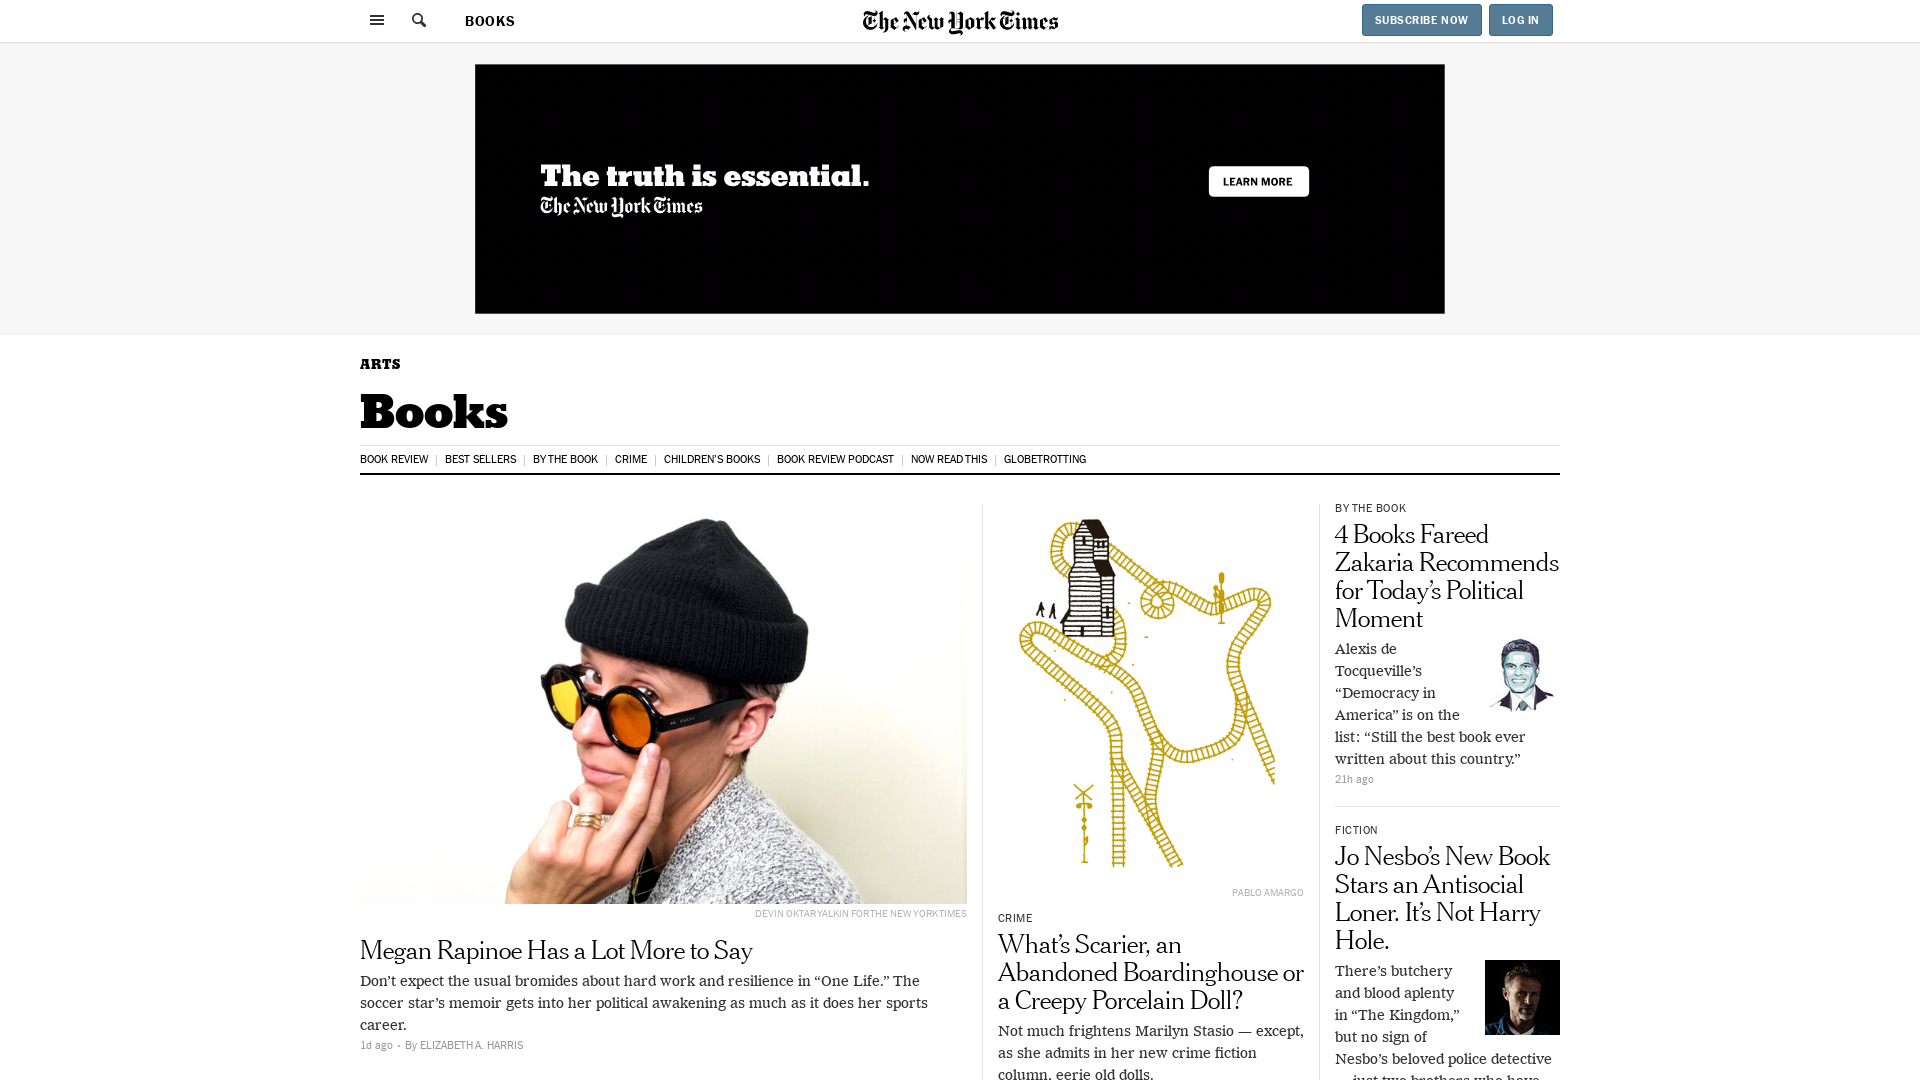 BOOKS
The New York Times
SUBSCRIBE NOW
LOG IN
The truth is essential.
The New York Times
LEARN MORE
ARTS
Books
BOOK REVIEW
BEST SELLERS
BY THE BOOK
CRIME
CHILDREN'S BOOKS
BOOK REVIEW PODCAST
NOW READ THIS
GLOBETROTTING
DEVIN OKTAR YALKIN FOR THE NEW YORK TIMES
Megan Rapinoe Has a Lot More to Say
Don’t expect the usual bromides about hard work and resilience in “One Life.” The
soccer star’s memoir gets into her political awakening as much as it does her sports
career.
1d ago • By ELIZABETH A. HARRIS
PABLO AMARGO
CRIME
What’s Scarier, an
Abandoned Boardinghouse or
a Creepy Porcelain Doll?
Not much frightens Marilyn Stasio — except,
as she admits in her new crime fiction
column, eerie old dolls.
BY THE BOOK
4 Books Fareed
Zakaria Recommends
for Today’s Political
Moment
Alexis de
Tocqueville’s
“Democracy in
America” is on the
list: “Still the best book ever
written about this country.”
21h ago
FICTION
Jo Nesbo’s New Book
Stars an Antisocial
Loner. It’s Not Harry
Hole.
There’s butchery
and blood aplenty
in “The Kingdom,”
but no sign of
Nesbo’s beloved police detective
— just two brothers who have